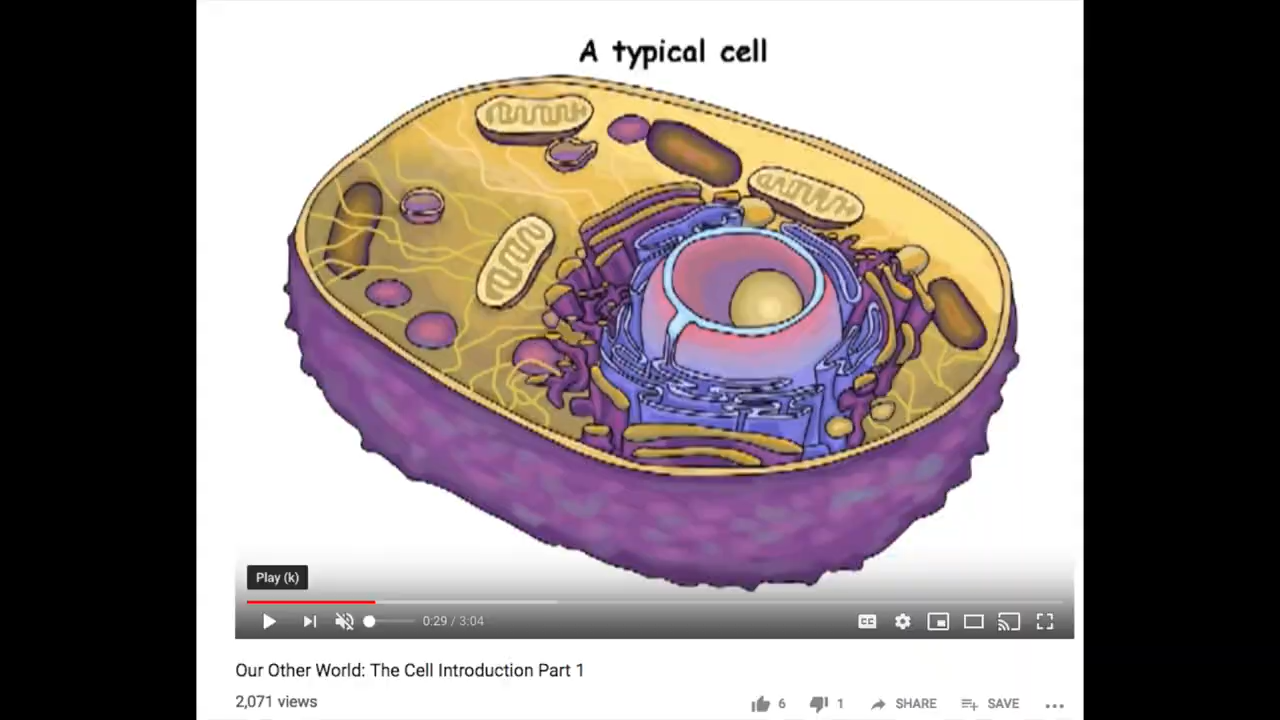 A typical cell
Play (k)
0:29 / 3:04
CC
Our Other World: The Cell Introduction Part 1
2,071 views
6
1
SHARE
SAVE